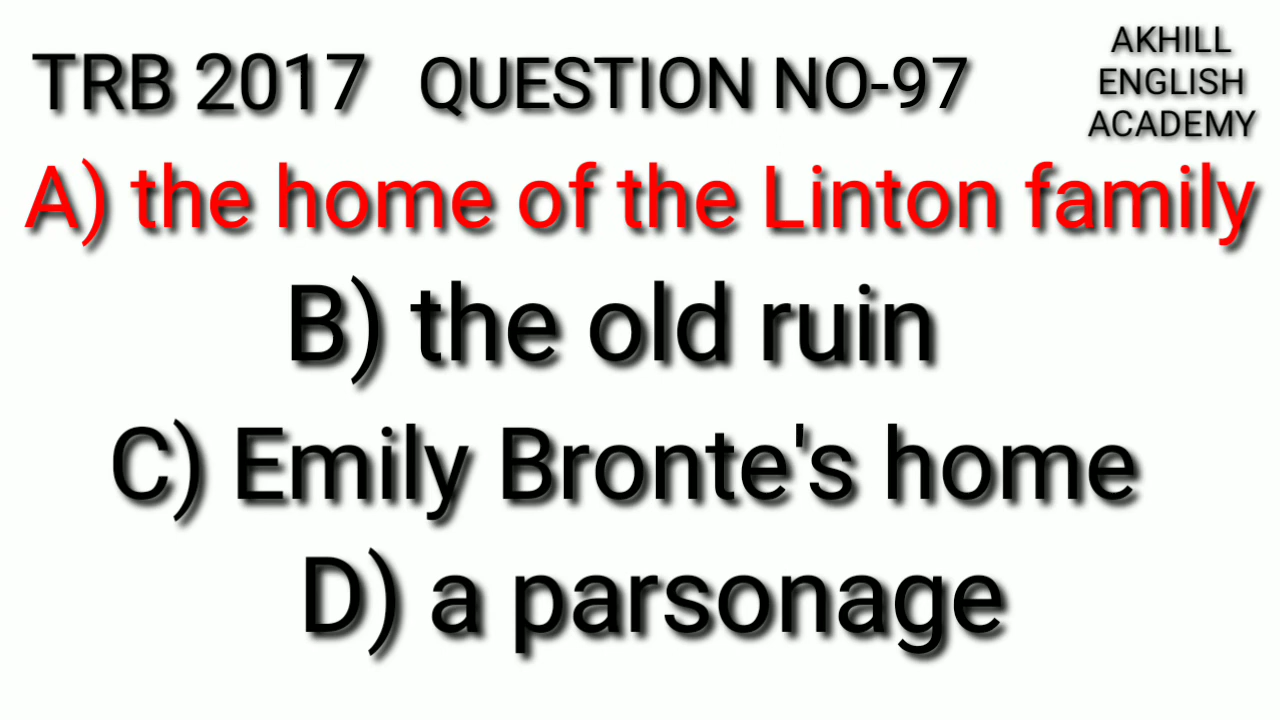 TRB 2017 QUESTION NO-97
AKHILL
ENGLISH
ACADEMY
A) the home of the Linton family
B) the old ruin
C) Emily Bronte's home
D) a parsonage